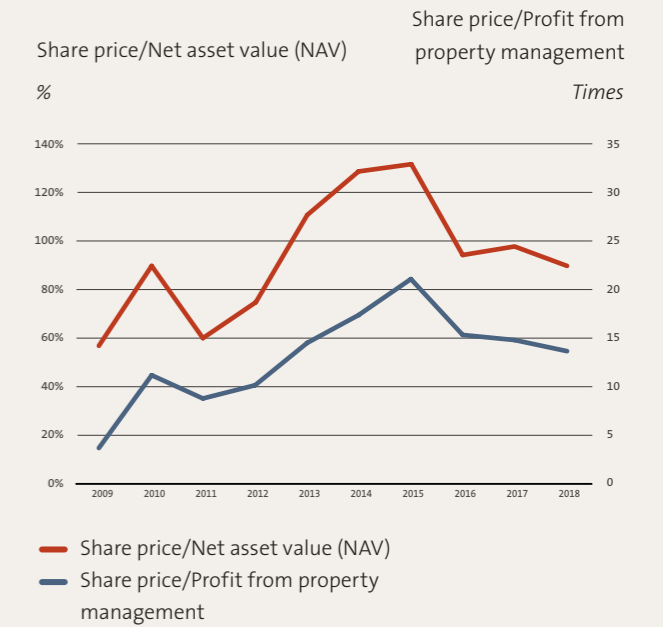 Share price/Net asset value (NAV)
%
Share price/Profit from
property management
Times
140%
120%
100%
80%
60%
40%
20%
0%
35
30
25
20
15
10
5
0
2009 2010 2011 2012 2013 2014 2015 2016 2017 2018
Share price/Net asset value (NAV)
Share price/Profit from property
management